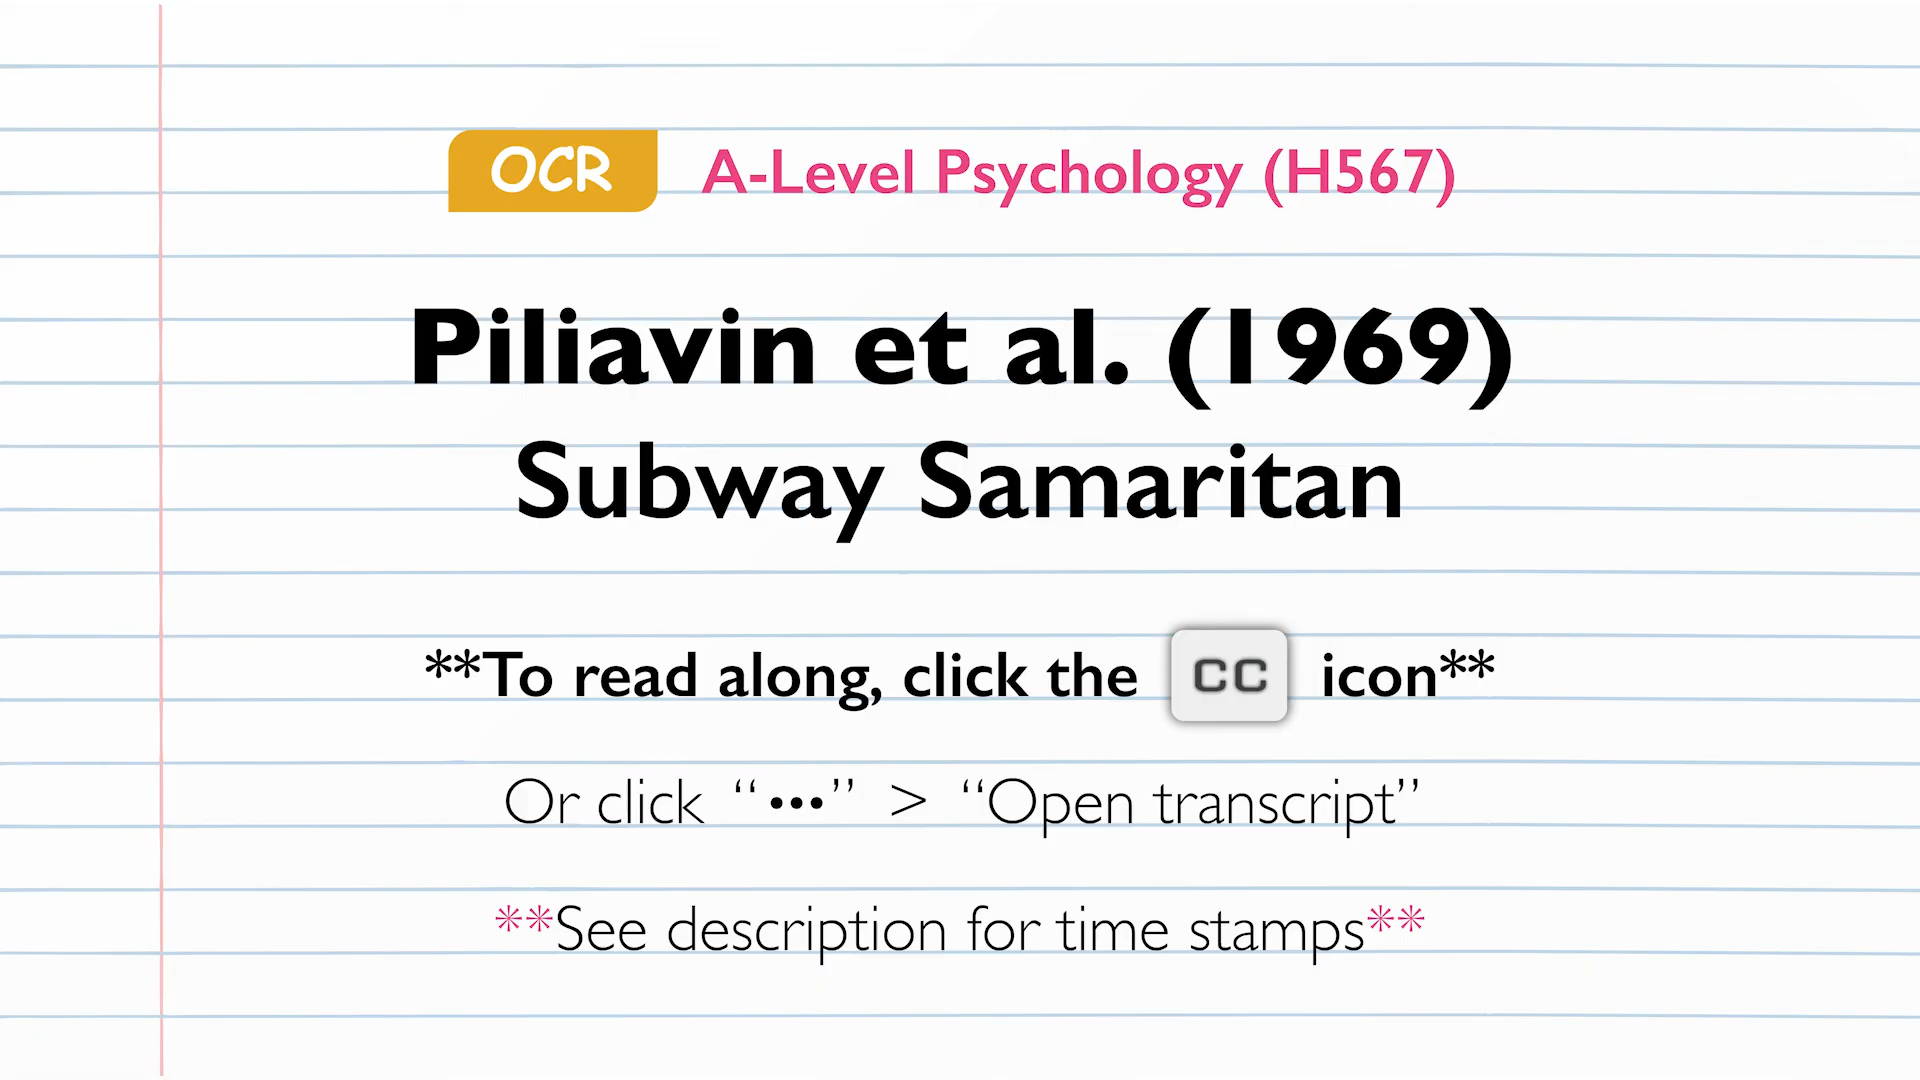 OCR A-Level Psychology (H567)
Piliavin et al. (1969)
Subway Samaritan
**To read along, click the CC icon**
Or click “•••” > “Open transcript”
**See description for time stamps**